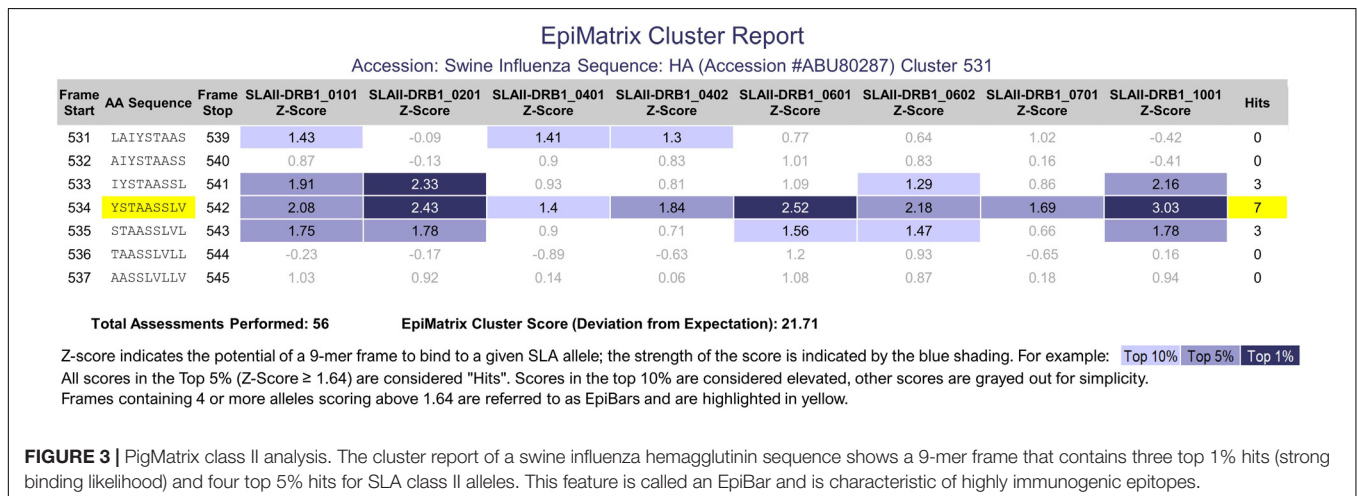 EpiMatrix Cluster Report
Accession: Swine Influenza Sequence: HA (Accession #ABU80287) Cluster 531
Frame Start AA Sequence Frame Stop SLAII-DRB1_0101 Z-Score SLAII-DRB1_0201 Z-Score SLAII-DRB1_0401 Z-Score SLAII-DRB1_0402 Z-Score SLAII-DRB1_0601 Z-Score SLAII-DRB1_0602 Z-Score SLAII-DRB1_0701 Z-Score SLAII-DRB1_1001 Z-Score Hits
531 LAIYSTAAS 539 1.43 -0.09 1.41 1.3 0.77 0.64 1.02 -0.42 0
532 AIYSTAASS 540 0.87 -0.13 0.9 0.83 1.01 0.83 0.16 -0.41 0
533 IYSTAASSL 541 1.91 2.33 0.93 0.81 1.09 1.29 0.86 2.16 3
534 YSTAASSLV 542 2.08 2.43 1.4 1.84 2.52 2.18 1.69 3.03 7
535 STAASSLVL 543 1.75 1.78 0.9 0.71 1.56 1.47 0.66 1.78 3
536 TAASSLVLL 544 -0.23 -0.17 -0.89 -0.63 1.2 0.93 -0.65 0.16 0
537 AASSLVLLV 545 1.03 0.92 0.14 0.06 1.08 0.87 0.18 0.94 0
Total Assessments Performed: 56 EpiMatrix Cluster Score (Deviation from Expectation): 21.71
Z-score indicates the potential of a 9-mer frame to bind to a given SLA allele; the strength of the score is indicated by the blue shading. For example: Top 10% Top 5% Top 1%
All scores in the Top 5% (Z-Score ≥ 1.64) are considered "Hits". Scores in the top 10% are considered elevated, other scores are grayed out for simplicity.
Frames containing 4 or more alleles scoring above 1.64 are referred to as EpiBars and are highlighted in yellow.
FIGURE 3 | PigMatrix class II analysis. The cluster report of a swine influenza hemagglutinin sequence shows a 9-mer frame that contains three top 1% hits (strong
binding likelihood) and four top 5% hits for SLA class II alleles. This feature is called an EpiBar and is characteristic of highly immunogenic epitopes.